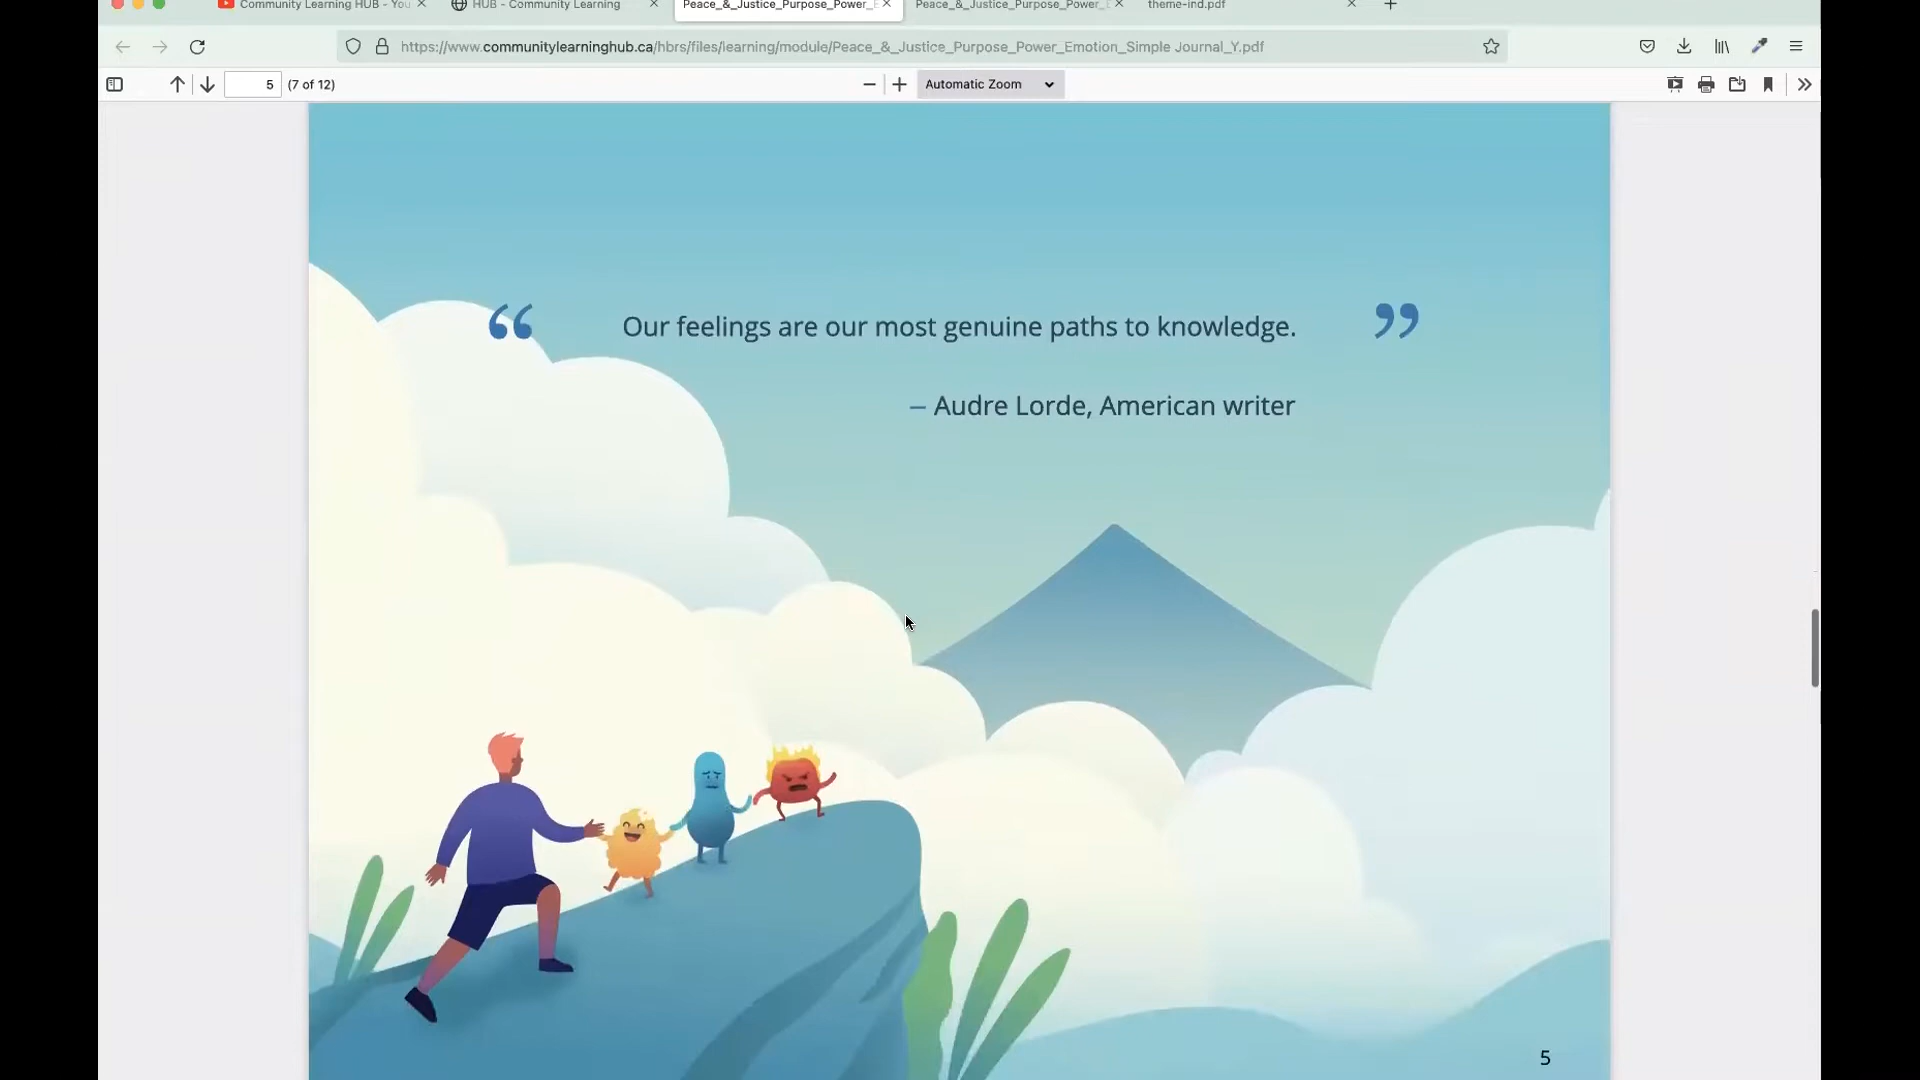 Community Learning HUB - You
HUB - Community Learning
Peace_&_Justice_Purpose_Power_E
Peace_&_Justice_Purpose_Power_E
theme-ind.pdf
https://www.communitylearninghub.ca/hbrs/files/learning/module/Peace_&_Justice_Purpose_Power_Emotion_Simple Journal_Y.pdf
5 (7 of 12)
Automatic Zoom
“ Our feelings are our most genuine paths to knowledge. ”
– Audre Lorde, American writer
5